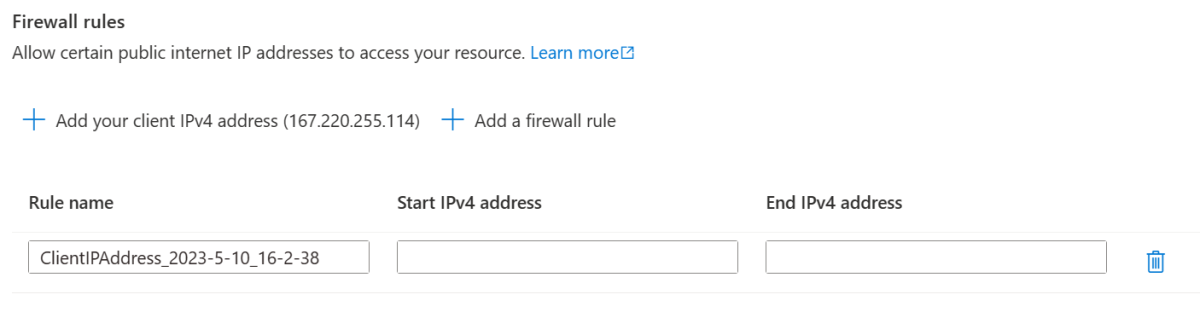 Firewall rules
Allow certain public internet IP addresses to access your resource. Learn more
Add your client IPv4 address (167.220.255.114) Add a firewall rule
Rule name Start IPv4 address End IPv4 address
ClientIPAddress_2023-5-10_16-2-38